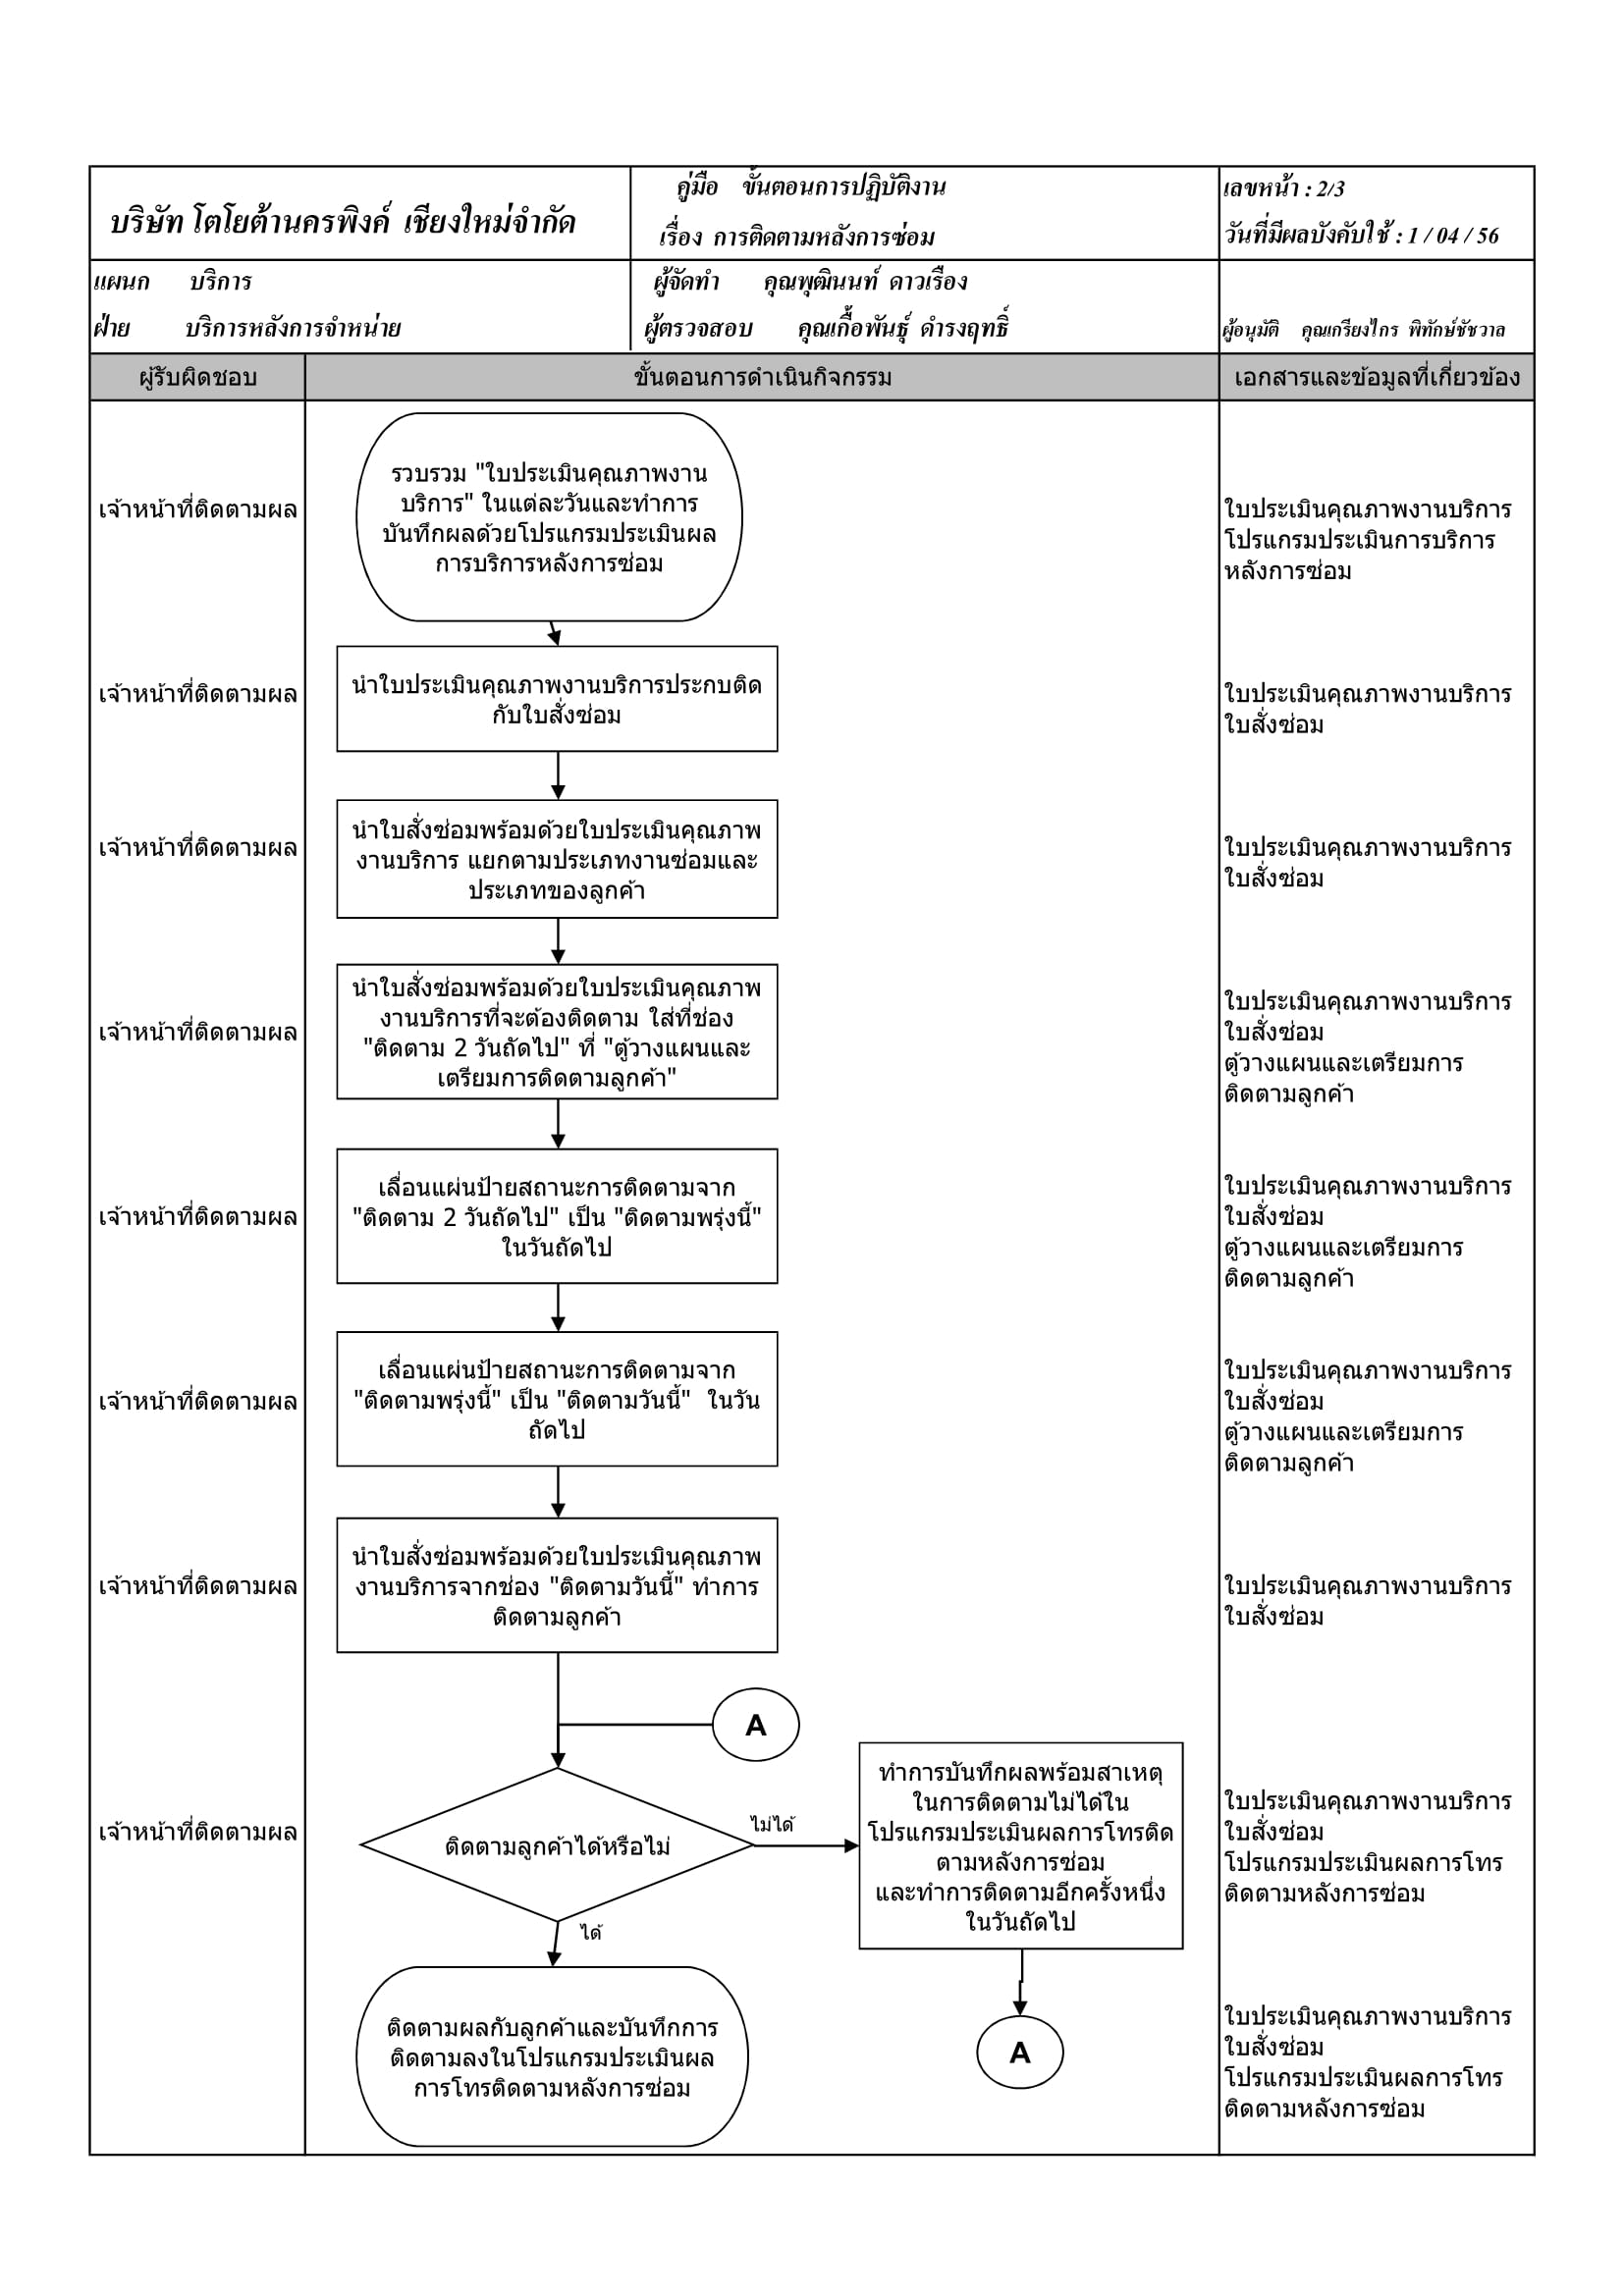 บริษัท โตโยต้านครพิงค์ เชียงใหม่จำกัด
คู่มือ ขั้นตอนการปฏิบัติงาน
เรื่อง การติดตามหลังการซ่อม
เลขหน้า : 2/3
วันที่มีผลบังคับใช้ : 1 / 04 / 56
แผนก บริการ
ฝ่าย บริการหลังการจำหน่าย
ผู้จัดทำ คุณพุฒินนท์ ดาวเรือง
ผู้ตรวจสอบ คุณเกื้อพันธุ์ ดำรงฤทธิ์
ผู้อนุมัติ คุณเกรียงไกร พิทักษ์ชัชวาล
ผู้รับผิดชอบ
ขั้นตอนการดำเนินกิจกรรม
เอกสารและข้อมูลที่เกี่ยวข้อง
เจ้าหน้าที่ติดตามผล
รวบรวม "ใบประเมินคุณภาพงาน
บริการ" ในแต่ละวันและทำการ
บันทึกผลด้วยโปรแกรมประเมินผล
การบริการหลังการซ่อม
ใบประเมินคุณภาพงานบริการ
โปรแกรมประเมินการบริการ
หลังการซ่อม
เจ้าหน้าที่ติดตามผล
นำใบประเมินคุณภาพงานบริการประกบติด
กับใบสั่งซ่อม
ใบประเมินคุณภาพงานบริการ
ใบสั่งซ่อม
เจ้าหน้าที่ติดตามผล
นำใบสั่งซ่อมพร้อมด้วยใบประเมินคุณภาพ
งานบริการ แยกตามประเภทงานซ่อมและ
ประเภทของลูกค้า
ใบประเมินคุณภาพงานบริการ
ใบสั่งซ่อม
เจ้าหน้าที่ติดตามผล
นำใบสั่งซ่อมพร้อมด้วยใบประเมินคุณภาพ
งานบริการที่จะต้องติดตาม ใส่ที่ช่อง
"ติดตาม 2 วันถัดไป" ที่ "ตู้วางแผนและ
เตรียมการติดตามลูกค้า"
ใบประเมินคุณภาพงานบริการ
ใบสั่งซ่อม
ตู้วางแผนและเตรียมการ
ติดตามลูกค้า
เจ้าหน้าที่ติดตามผล
เลื่อนแผ่นป้ายสถานะการติดตามจาก
"ติดตาม 2 วันถัดไป" เป็น "ติดตามพรุ่งนี้"
ในวันถัดไป
ใบประเมินคุณภาพงานบริการ
ใบสั่งซ่อม
ตู้วางแผนและเตรียมการ
ติดตามลูกค้า
เจ้าหน้าที่ติดตามผล
เลื่อนแผ่นป้ายสถานะการติดตามจาก
"ติดตามพรุ่งนี้" เป็น "ติดตามวันนี้" ในวัน
ถัดไป
ใบประเมินคุณภาพงานบริการ
ใบสั่งซ่อม
ตู้วางแผนและเตรียมการ
ติดตามลูกค้า
เจ้าหน้าที่ติดตามผล
นำใบสั่งซ่อมพร้อมด้วยใบประเมินคุณภาพ
งานบริการจากช่อง "ติดตามวันนี้" ทำการ
ติดตามลูกค้า
ใบประเมินคุณภาพงานบริการ
ใบสั่งซ่อม
A
เจ้าหน้าที่ติดตามผล
ติดตามลูกค้าได้หรือไม่
ไม่ได้
ทำการบันทึกผลพร้อมสาเหตุ
ในการติดตามไม่ได้ใน
โปรแกรมประเมินผลการโทรติด
ตามหลังการซ่อม
และทำการติดตามอีกครั้งหนึ่ง
ในวันถัดไป
ใบประเมินคุณภาพงานบริการ
ใบสั่งซ่อม
โปรแกรมประเมินผลการโทร
ติดตามหลังการซ่อม
ได้
ติดตามผลกับลูกค้าและบันทึกการ
ติดตามลงในโปรแกรมประเมินผล
การโทรติดตามหลังการซ่อม
A
ใบประเมินคุณภาพงานบริการ
ใบสั่งซ่อม
โปรแกรมประเมินผลการโทร
ติดตามหลังการซ่อม